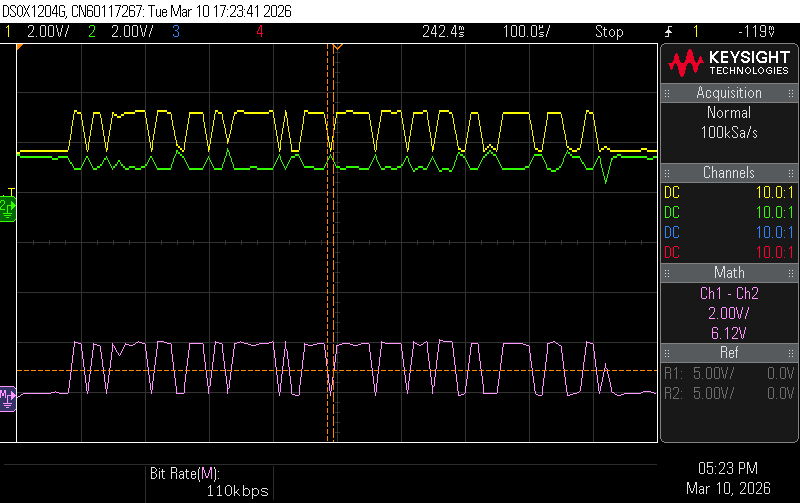 DSOX1204G, CN60117267: Tue Mar 10 17:23:41 2026
1 2.00V/ 2 2.00V/ 3 4 242.4ms 100.0s/ Stop 1 -119mV
KEYSIGHT
TECHNOLOGIES
Acquisition
Normal
100kSa/s
Channels
DC 10.0:1
DC 10.0:1
DC 10.0:1
DC 10.0:1
Math
Ch1 - Ch2
2.00V/
6.12V
Ref
R1: 5.00V/ 0.0V
R2: 5.00V/ 0.0V
T
2
M
Bit Rate(M):
110kbps
05:23 PM
Mar 10, 2026